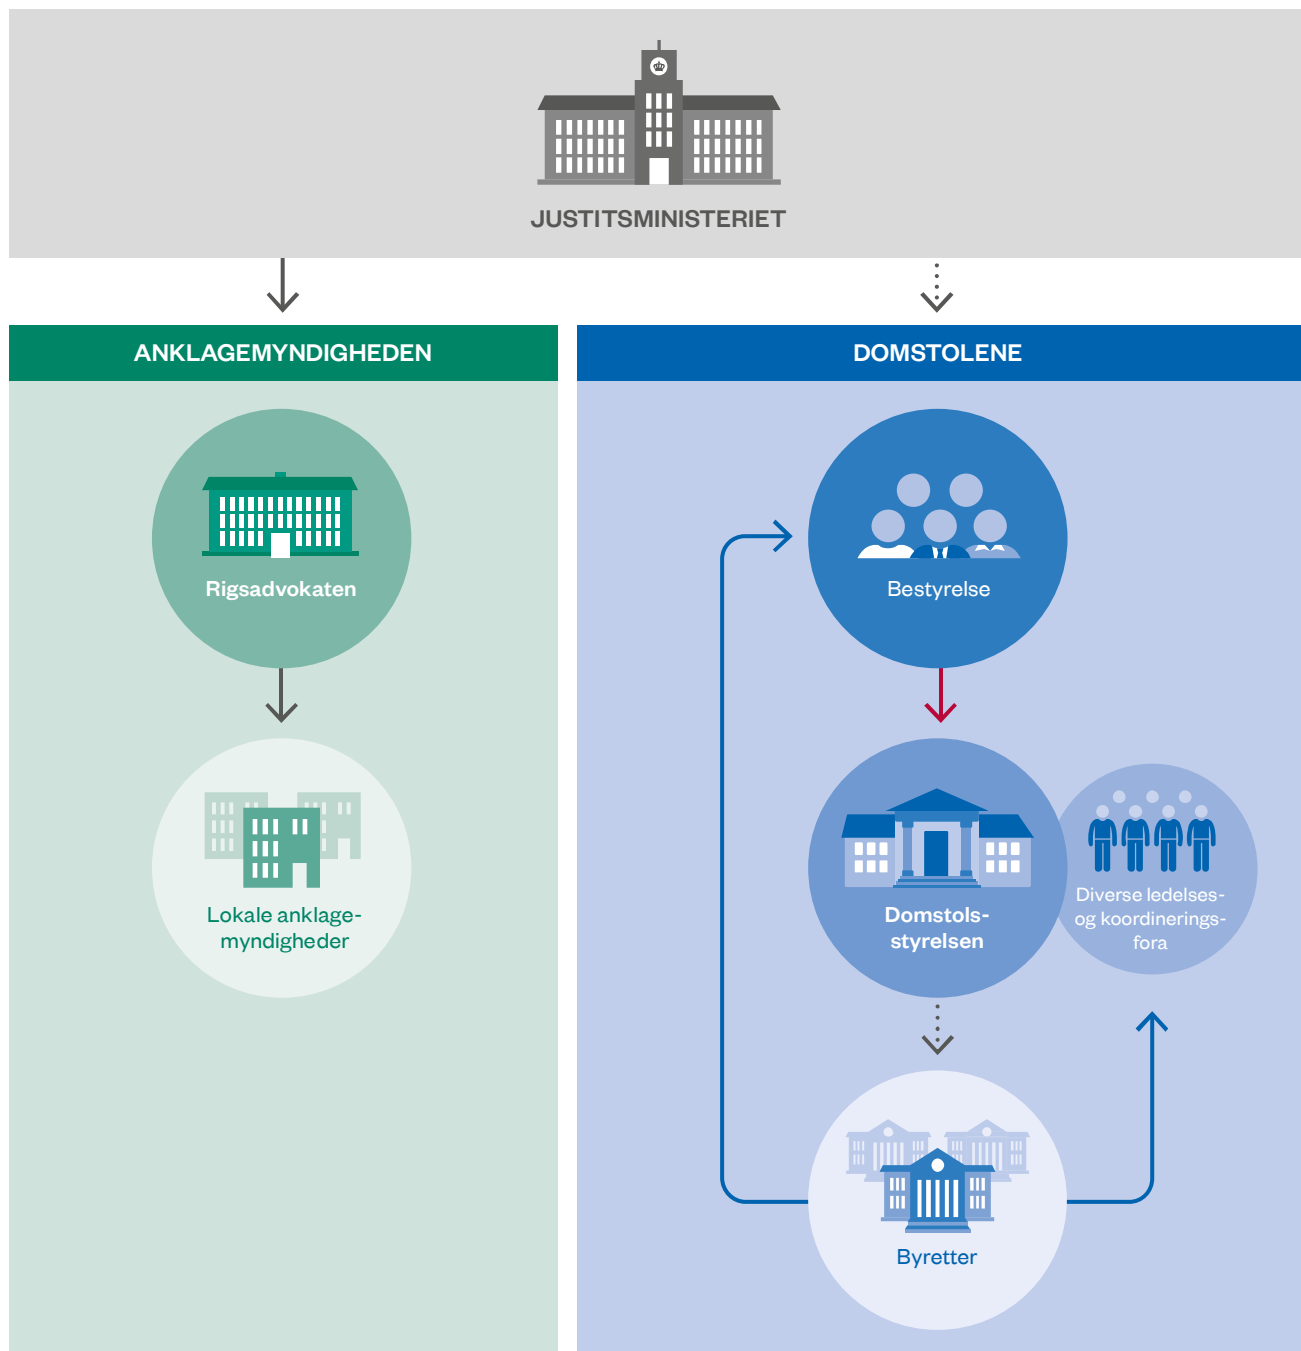 JUSTITSMINISTERIET
ANKLAGEMYNDIGHEDEN
Rigsadvokaten
Lokale anklage-
myndigheder
DOMSTOLENE
Bestyrelse
Domstols-
styrelsen
Diverse ledelses-
og koordinerings-
fora
Byretter